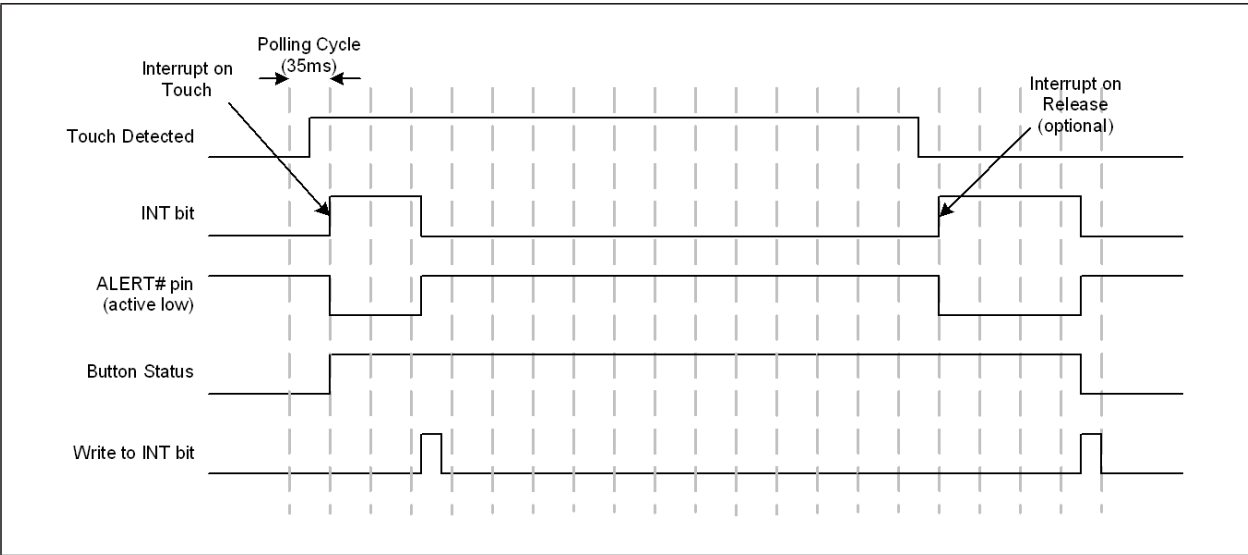 Polling Cycle
(35ms)
Interrupt on
Touch
Interrupt on
Release
(optional)
Touch Detected
INT bit
ALERT# pin
(active low)
Button Status
Write to INT bit